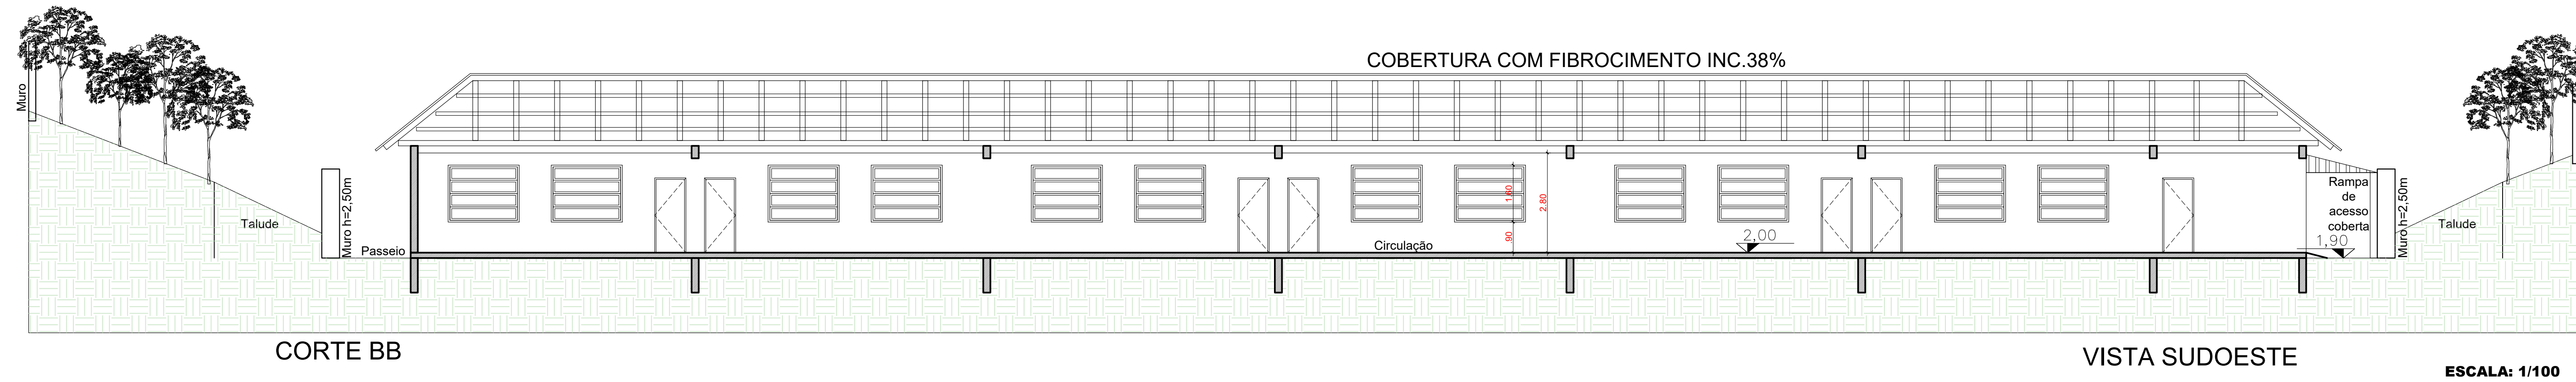 COBERTURA COM FIBROCIMENTO INC.38%
Muro
Talude
Muro h=2,50m
Passeio
1.60
2.80
.90
Circulação
2,00
Rampa
de
acesso
coberta
1,90
Muro h=2,50m
Talude
CORTE BB
VISTA SUDOESTE
ESCALA: 1/100